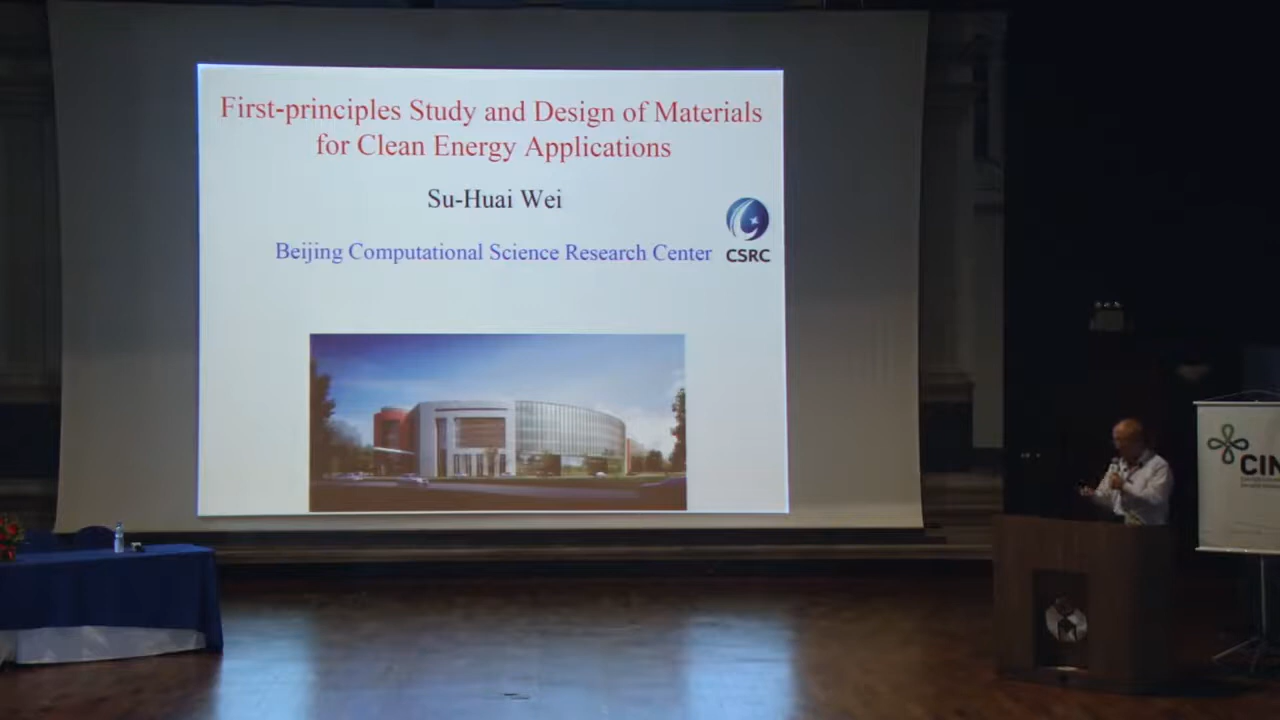 First-principles Study and Design of Materials
for Clean Energy Applications
Su-Huai Wei
Beijing Computational Science Research Center
CSRC
CIN